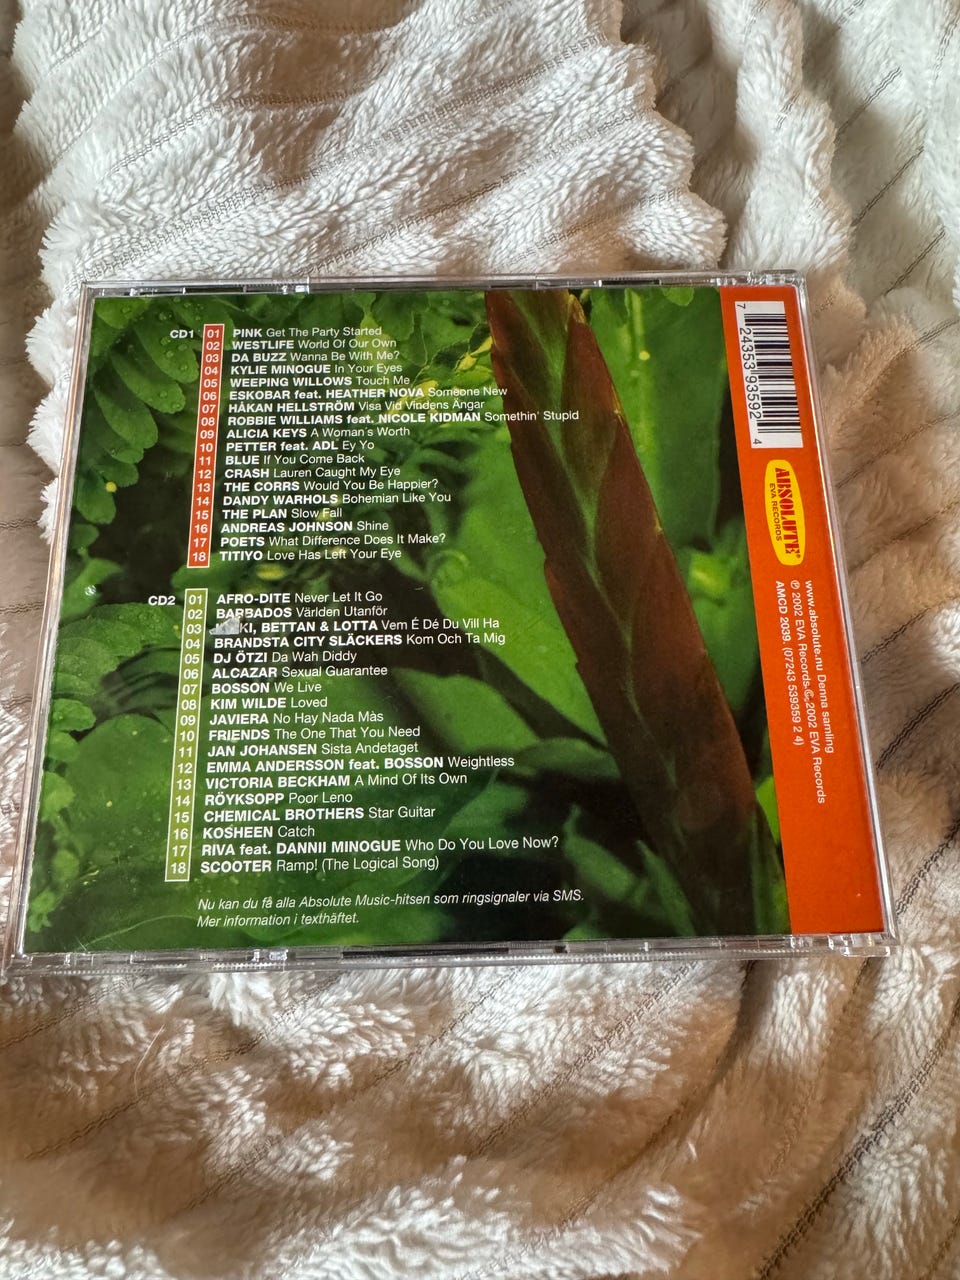 CD1 01 PINK Get The Party Started
02 WESTLIFE World Of Our Own
03 DA BUZZ Wanna Be With Me?
04 KYLIE MINOGUE In Your Eyes
05 WEEPING WILLOWS Touch Me
06 ESKOBAR feat. HEATHER NOVA Someone New
07 HÅKAN HELLSTRÖM Visa Vid Vindens Ängar
08 ROBBIE WILLIAMS feat. NICOLE KIDMAN Somethin' Stupid
09 ALICIA KEYS A Woman's Worth
10 PETTER feat. ADL Ey Yo
11 BLUE If You Come Back
12 CRASH Lauren Caught My Eye
13 THE CORRS Would You Be Happier?
14 DANDY WARHOLS Bohemian Like You
15 THE PLAN Slow Fall
16 ANDREAS JOHNSON Shine
17 POETS What Difference Does It Make?
18 TITIYO Love Has Left Your Eye
CD2 01 AFRO-DITE Never Let It Go
02 BARBADOS Världen Utanför
03 KI, BETTAN & LOTTA Vem É Dé Du Vill Ha
04 BRANDSTA CITY SLÄCKERS Kom Och Ta Mig
05 DJ ÖTZI Da Wah Diddy
06 ALCAZAR Sexual Guarantee
07 BOSSON We Live
08 KIM WILDE Loved
09 JAVIERA No Hay Nada Màs
10 FRIENDS The One That You Need
11 JAN JOHANSEN Sista Andetaget
12 EMMA ANDERSSON feat. BOSSON Weightless
13 VICTORIA BECKHAM A Mind Of Its Own
14 RÖYKSOPP Poor Leno
15 CHEMICAL BROTHERS Star Guitar
16 KOSHEEN Catch
17 RIVA feat. DANNII MINOGUE Who Do You Love Now?
18 SCOOTER Ramp! (The Logical Song)
Nu kan du få alla Absolute Music-hitsen som ringsignaler via SMS.
Mer information i texthäftet.
7 24353 93592 4
ABSOLUTE®
EVA RECORDS
www.absolute.nu Denna samling
℗ 2002 EVA Records. © 2002 EVA Records
AMCD 2039. (07243 539359 2 4)